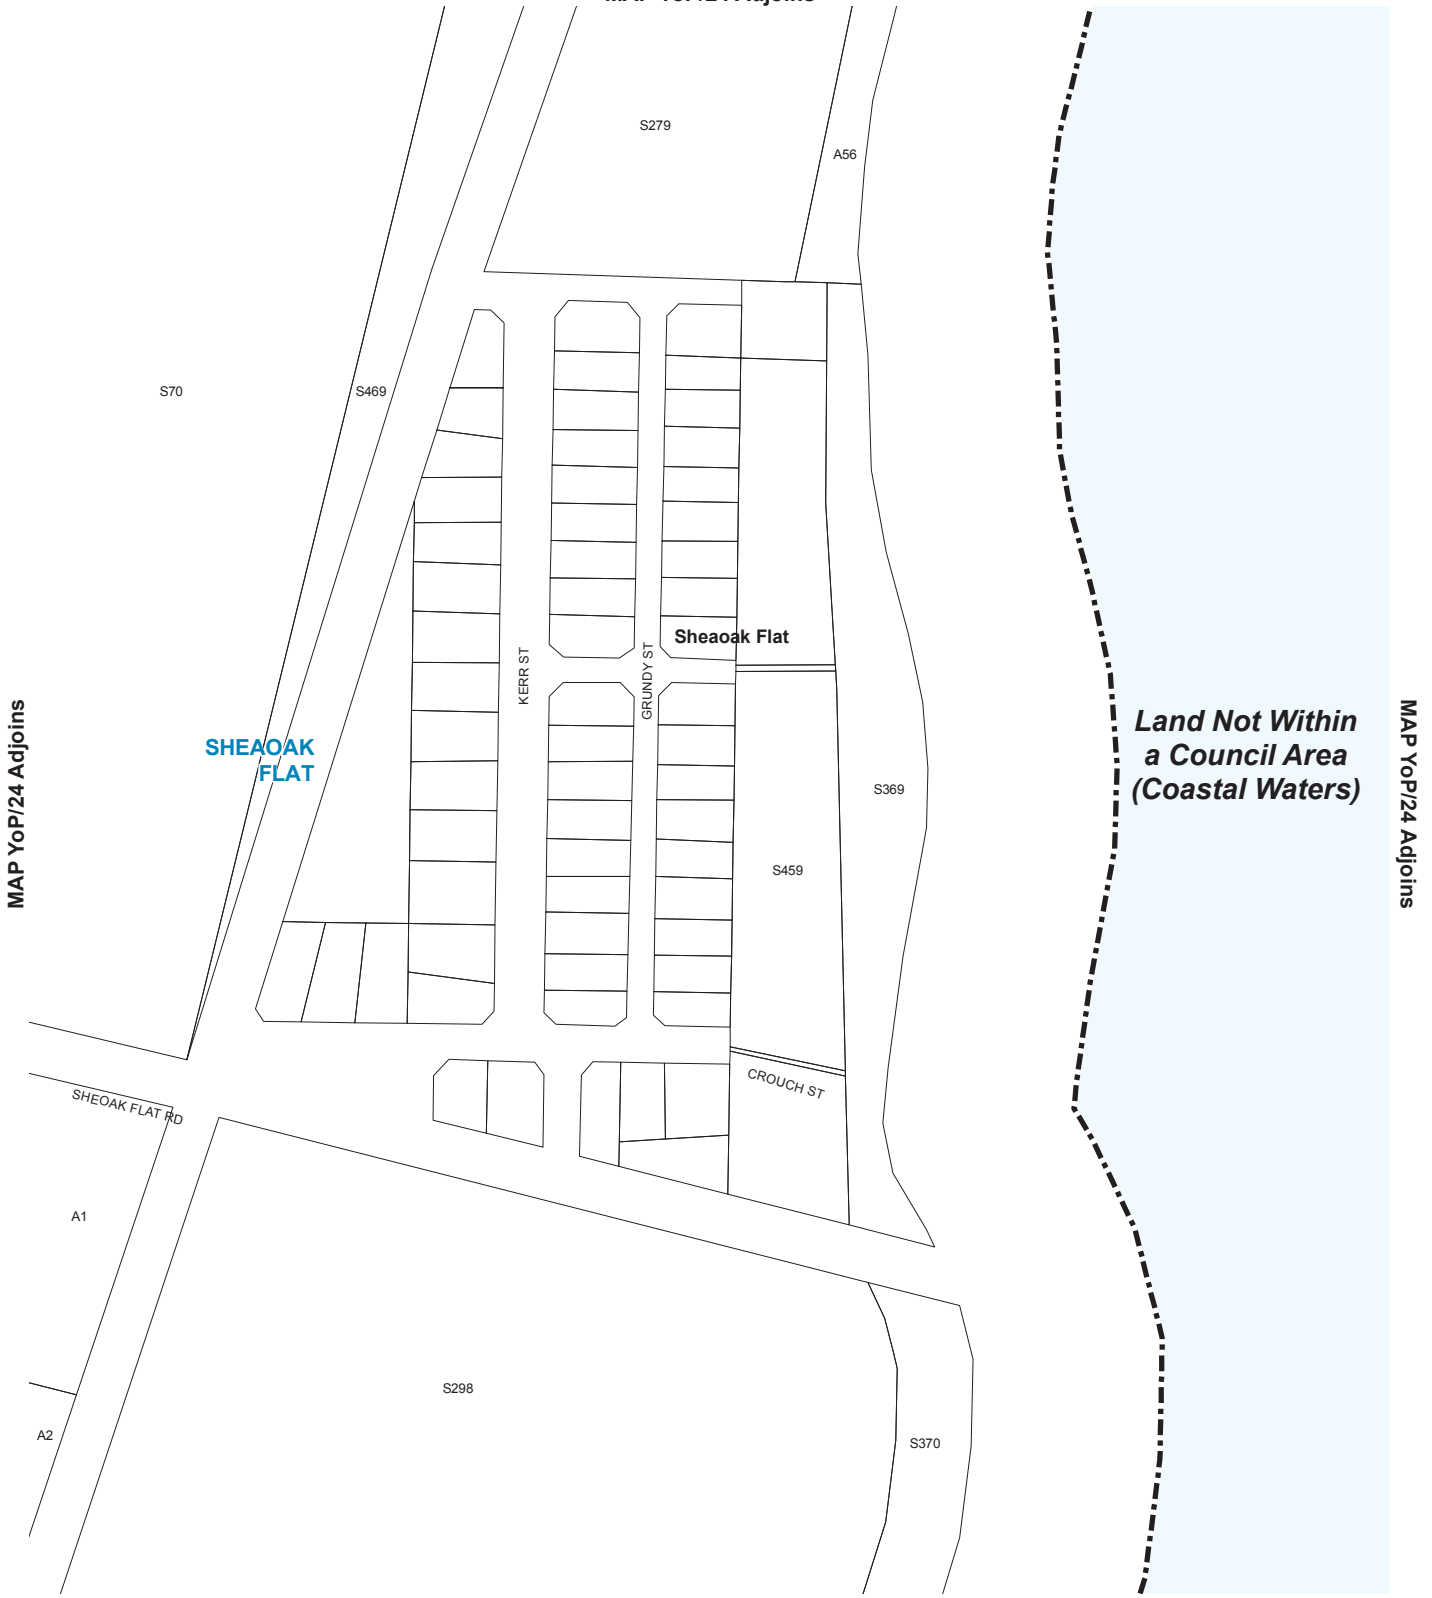 S279
A56
S70
S469
Sheaoak Flat
KERR ST
GRUNDY ST
MAP YoP/24 Adjoins
SHEAOAK
FLAT
Land Not Within
a Council Area
(Coastal Waters)
MAP YoP/24 Adjoins
S369
S459
CROUCH ST
SHEOAK FLAT RD
A1
S298
A2
S370